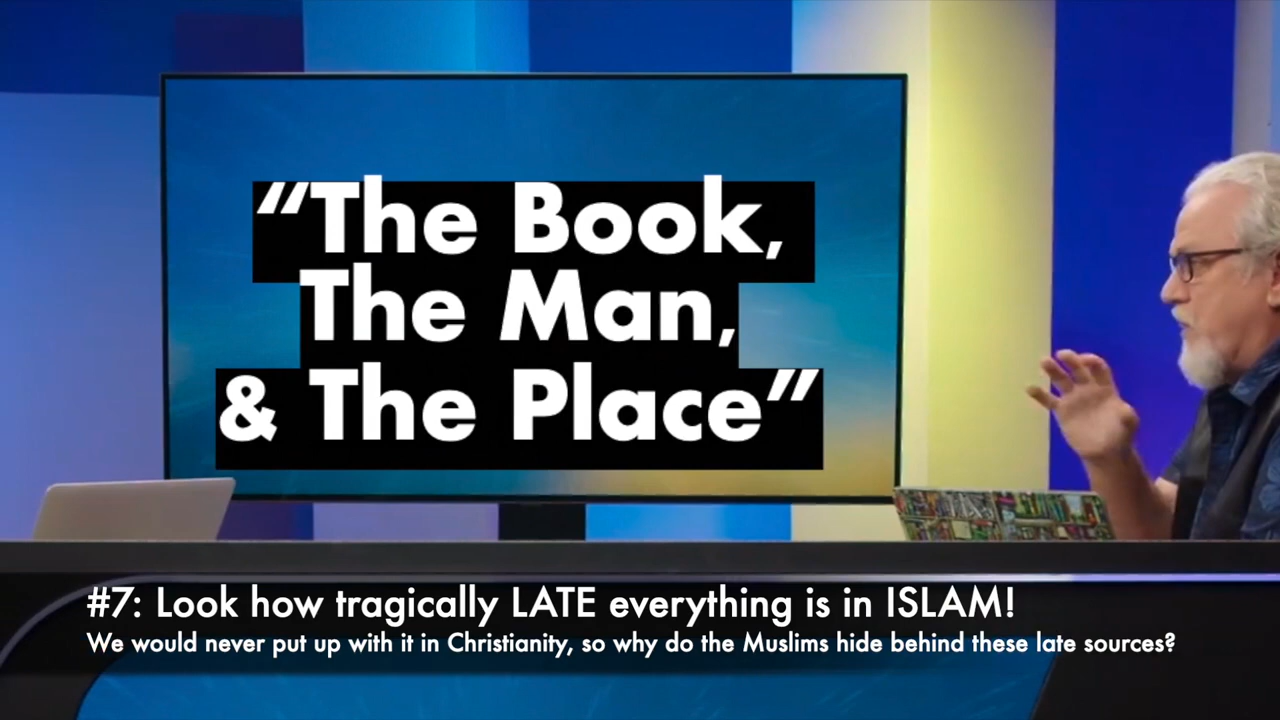 “The Book,
The Man,
& The Place”
#7: Look how tragically LATE everything is in ISLAM!
We would never put up with it in Christianity, so why do the Muslims hide behind these late sources?